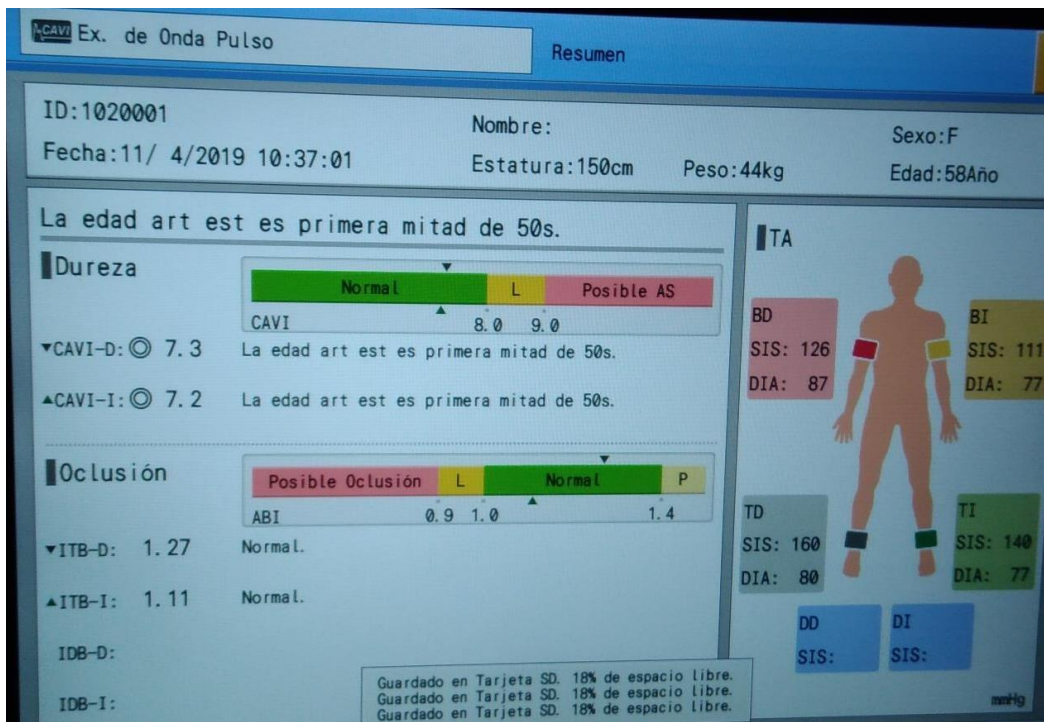 CAVI Ex. de Onda Pulso
Resumen
ID:1020001
Nombre:
Sexo:F
Fecha:11/ 4/2019 10:37:01
Estatura:150cm
Peso:44kg
Edad:58Año
La edad art est es primera mitad de 50s.
Dureza
Normal L Posible AS
CAVI 8.0 9.0
▼CAVI-D:◎ 7.3 La edad art est es primera mitad de 50s.
▲CAVI-I:◎ 7.2 La edad art est es primera mitad de 50s.
Oclusión
Posible Oclusión L Normal P
ABI 0.9 1.0 1.4
▼ITB-D: 1.27 Normal.
▲ITB-I: 1.11 Normal.
IDB-D:
IDB-I:
Guardado en Tarjeta SD. 18% de espacio libre.
Guardado en Tarjeta SD. 18% de espacio libre.
Guardado en Tarjeta SD. 18% de espacio libre.
TA
BD
SIS: 126
DIA: 87
BI
SIS: 111
DIA: 77
TD
SIS: 160
DIA: 80
TI
SIS: 140
DIA: 77
DD
SIS:
DI
SIS:
mmHg